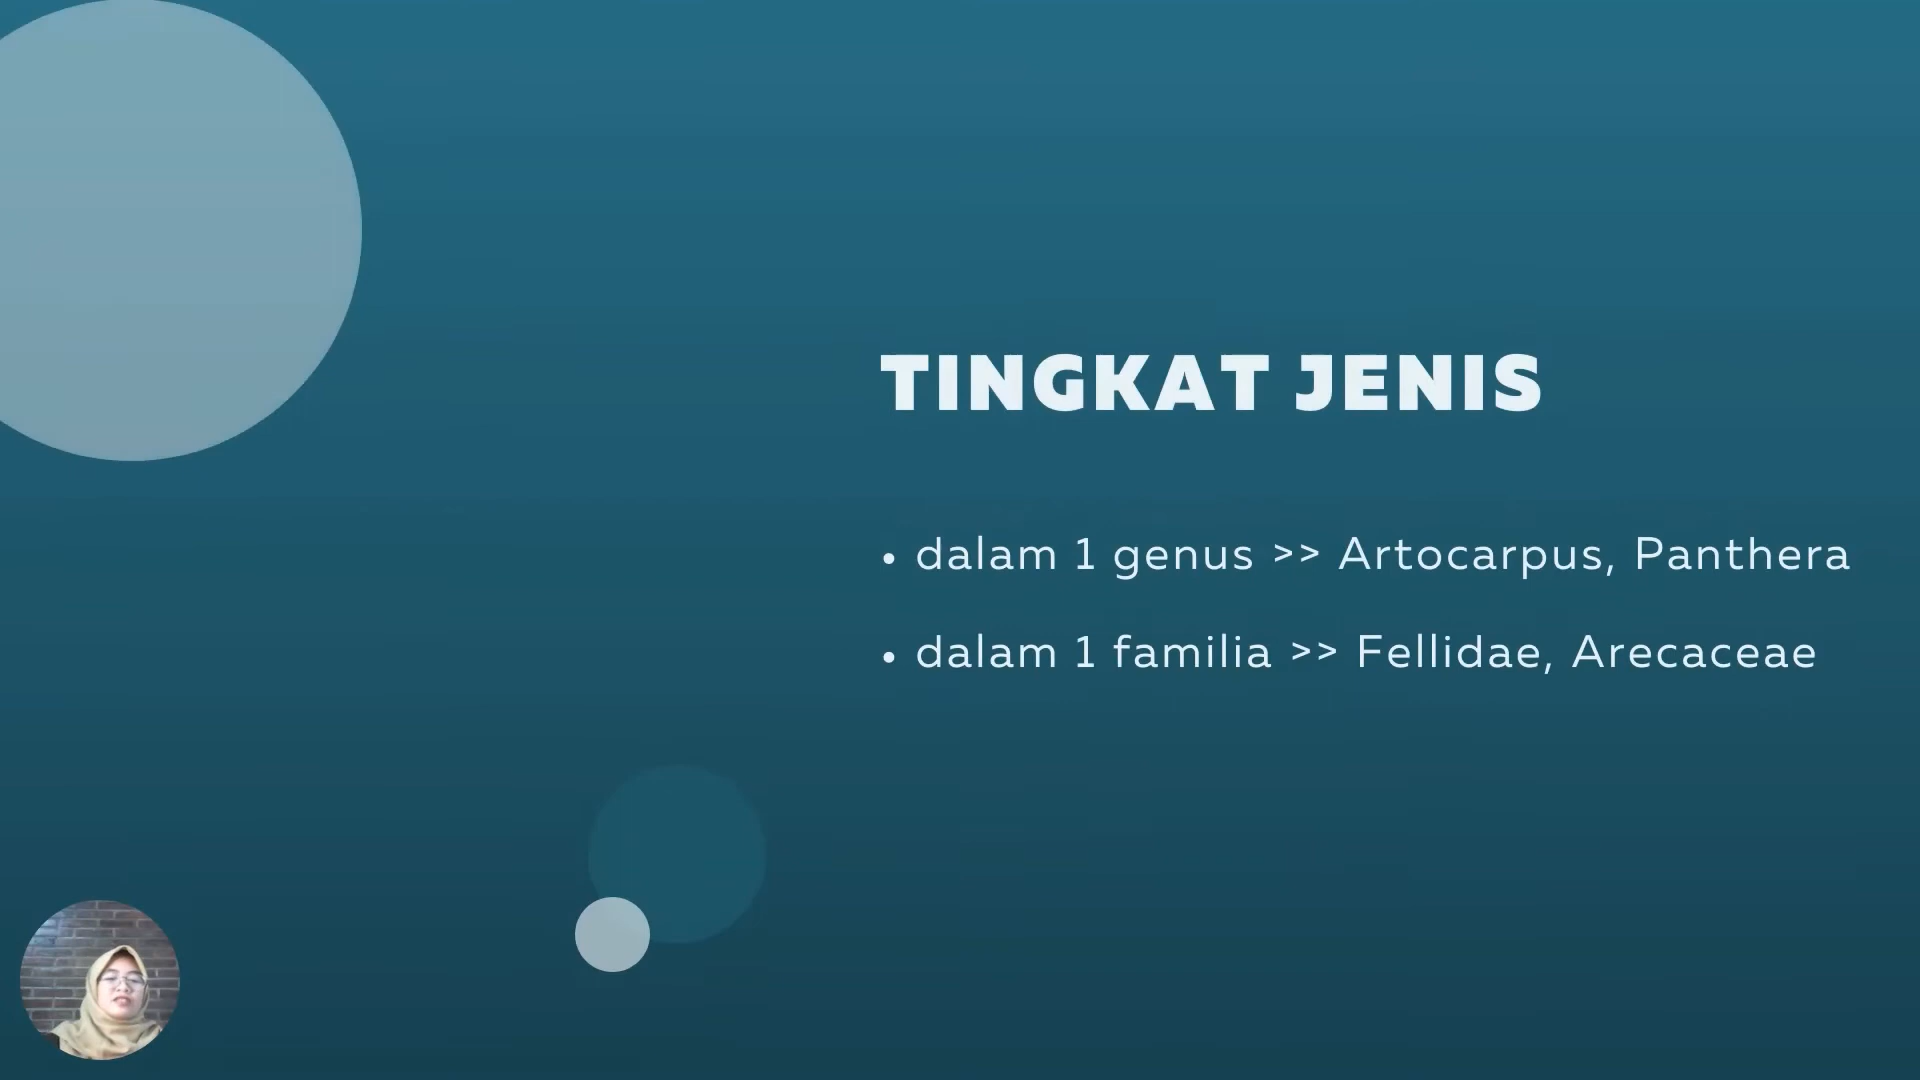 TINGKAT JENIS
• dalam 1 genus >> Artocarpus, Panthera
• dalam 1 familia >> Fellidae, Arecaceae